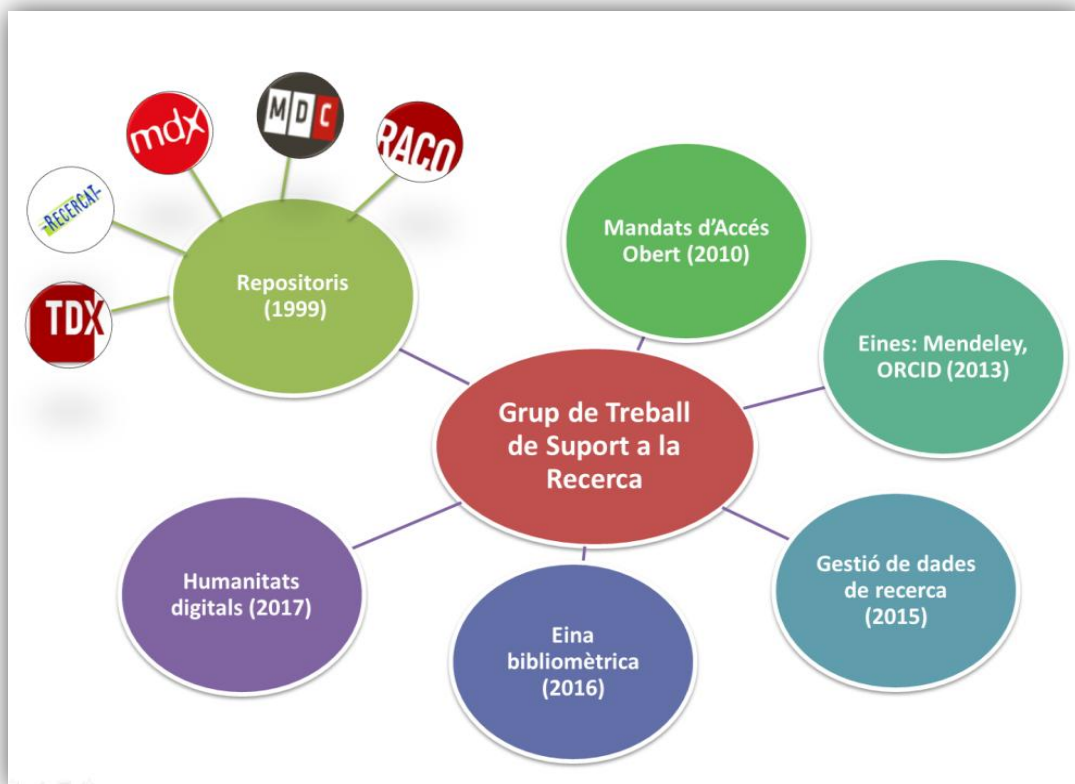 mdx
MDC
RACO
-RECERCAT-
TDX
Repositoris
(1999)
Mandats d’Accés
Obert (2010)
Eines: Mendeley,
ORCID (2013)
Grup de Treball
de Suport a la
Recerca
Gestió de dades
de recerca
(2015)
Eina
bibliomètrica
(2016)
Humanitats
digitals (2017)